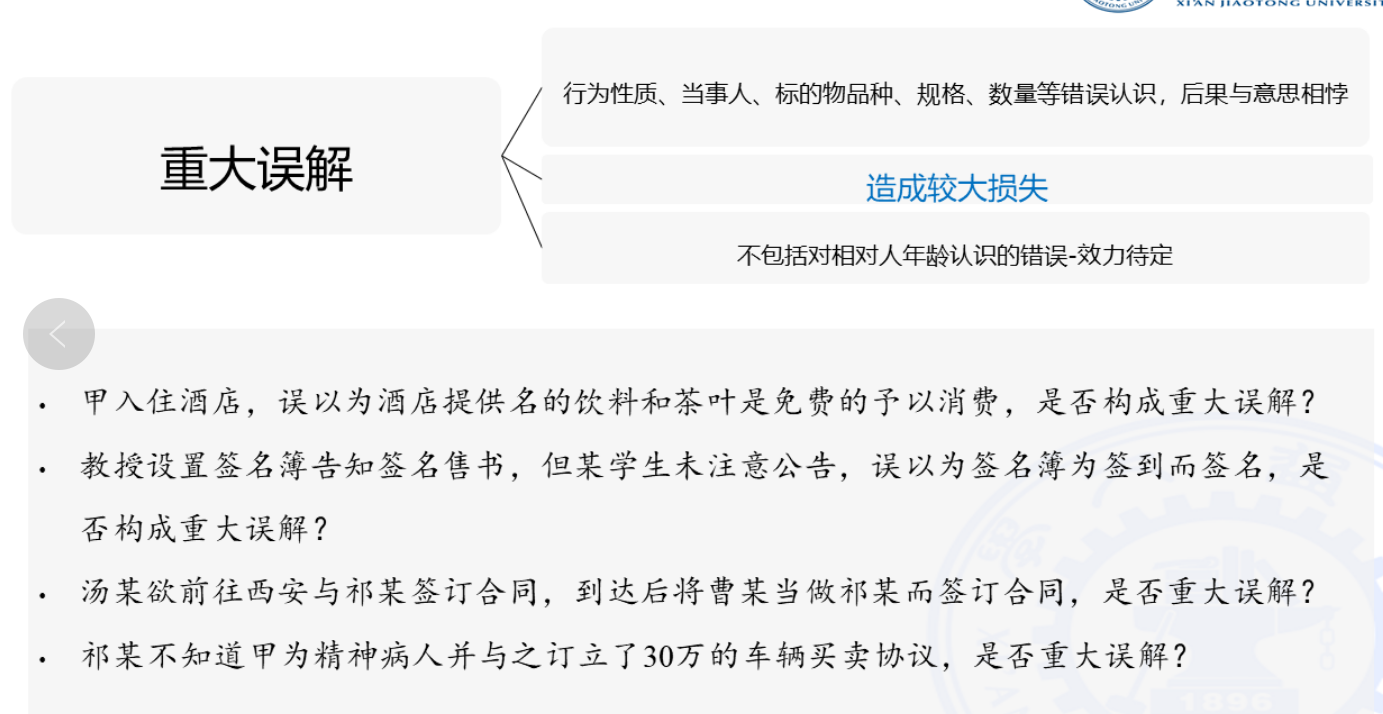 XI'AN JIAOTONG UNIVERSIT
重大误解
行为性质、当事人、标的物品种、规格、数量等错误认识，后果与意思相悖
造成较大损失
不包括对相对人年龄认识的错误-效力待定
· 甲入住酒店，误以为酒店提供名的饮料和茶叶是免费的予以消费，是否构成重大误解？
· 教授设置签名簿告知签名售书，但某学生未注意公告，误以为签名簿为签到而签名，是
否构成重大误解？
· 汤某欲前往西安与祁某签订合同，到达后将曹某当做祁某而签订合同，是否重大误解？
· 祁某不知道甲为精神病人并与之订立了30万的车辆买卖协议，是否重大误解？
1896